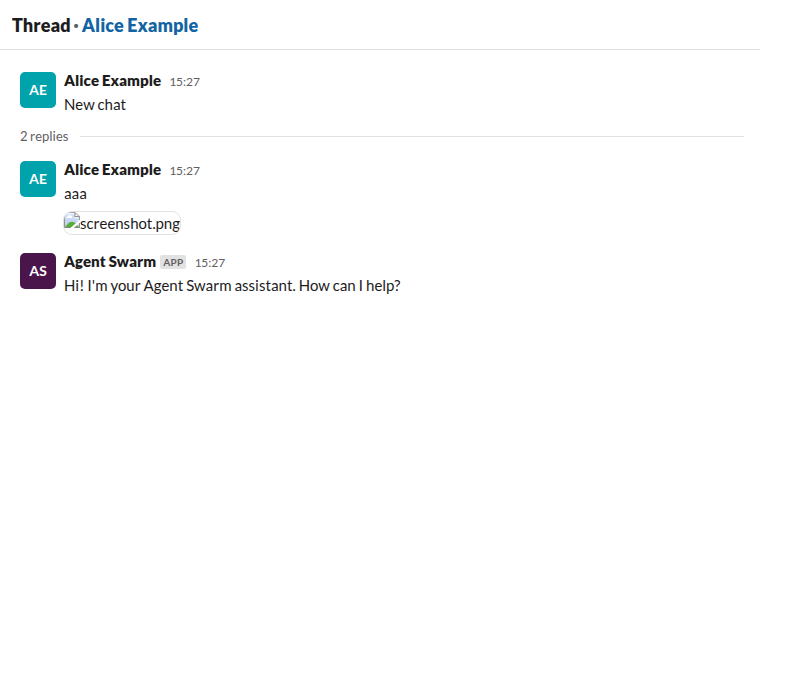 Thread • Alice Example
AE
Alice Example 15:27
New chat
2 replies
AE
Alice Example 15:27
aaa
screenshot.png
AS
Agent Swarm APP 15:27
Hi! I'm your Agent Swarm assistant. How can I help?